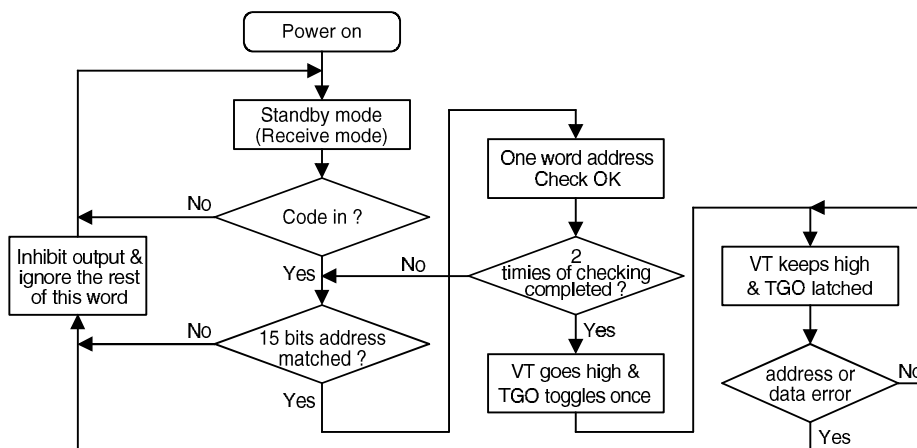 Power on
Standby mode
(Receive mode)
Code in ?
No
Yes
Inhibit output &
ignore the rest
of this word
15 bits address
matched ?
No
Yes
One word address
Check OK
2
timies of checking
completed ?
No
Yes
VT goes high &
TGO toggles once
VT keeps high
& TGO latched
address or
data error
No
Yes